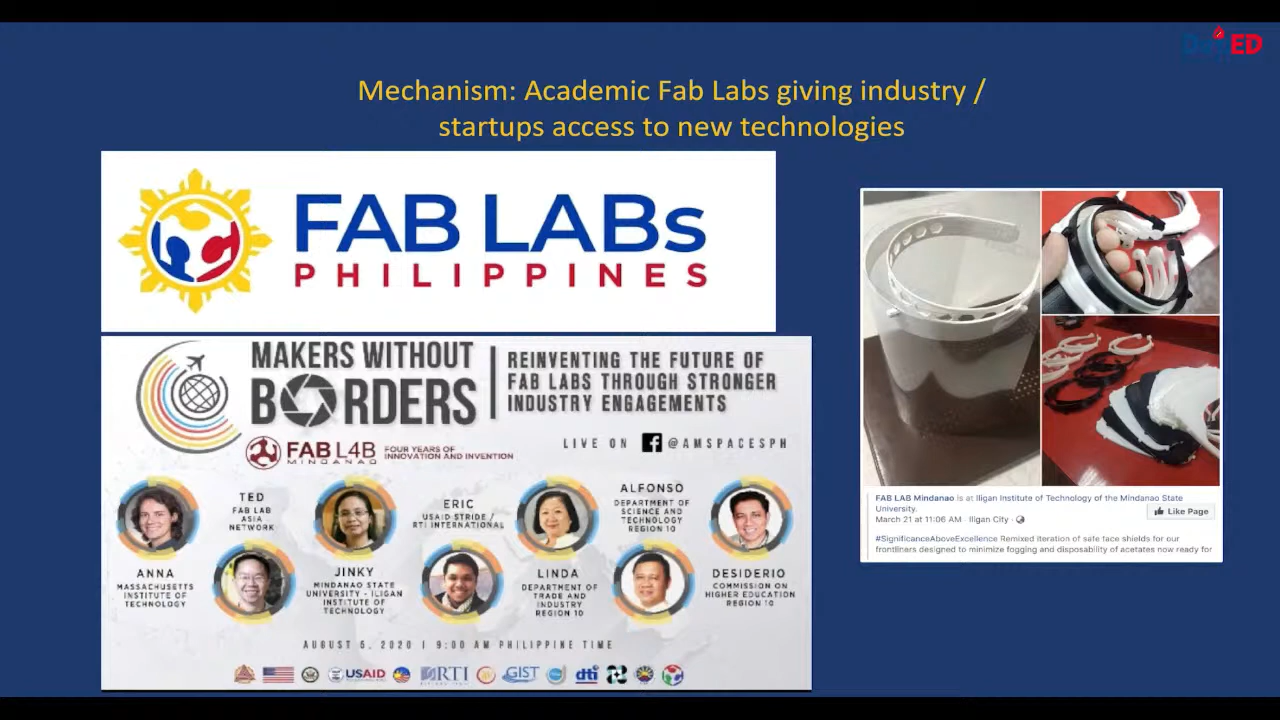 DevED
Mechanism: Academic Fab Labs giving industry /
startups access to new technologies
FAB LABs
PHILIPPINES
MAKERS WITHOUT
BORDERS
REINVENTING THE FUTURE OF
FAB LABS THROUGH STRONGER
INDUSTRY ENGAGEMENTS
FAB L4B
MINDANAO
FOUR YEARS OF
INNOVATION AND INVENTION
LIVE ON @AMSPACESPH
ANNA
MASSACHUSETTS
INSTITUTE OF
TECHNOLOGY
TED
FAB LAB
ASIA
NETWORK
JINKY
MINDANAO STATE
UNIVERSITY - ILIGAN
INSTITUTE OF
TECHNOLOGY
ERIC
USAID STRIDE /
RTI INTERNATIONAL
LINDA
DEPARTMENT OF
TRADE AND
INDUSTRY
REGION 10
ALFONSO
DEPARTMENT OF
SCIENCE AND
TECHNOLOGY
REGION 10
DESIDERIO
COMMISSION ON
HIGHER EDUCATION
REGION 10
AUGUST 5, 2020 | 9:00 AM PHILIPPINE TIME
USAID
RTI
GIST
dti
FAB LAB Mindanao is at Iligan Institute of Technology of the Mindanao State
University.
March 21 at 11:06 AM · Iligan City ·
Like Page
#SignificanceAboveExcellence Remixed iteration of safe face shields for our
frontliners designed to minimize fogging and disposability of acetates now ready for